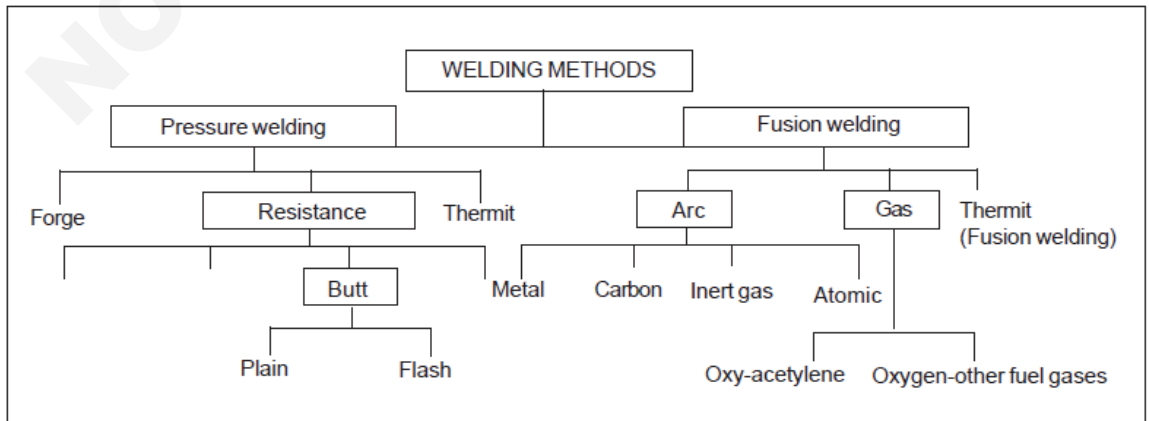 NO
WELDING METHODS
Pressure welding
Fusion welding
Forge
Resistance
Thermit
Arc
Gas
Thermit
(Fusion welding)
Butt
Metal
Carbon
Inert gas
Atomic
Plain
Flash
Oxy-acetylene
Oxygen-other fuel gases